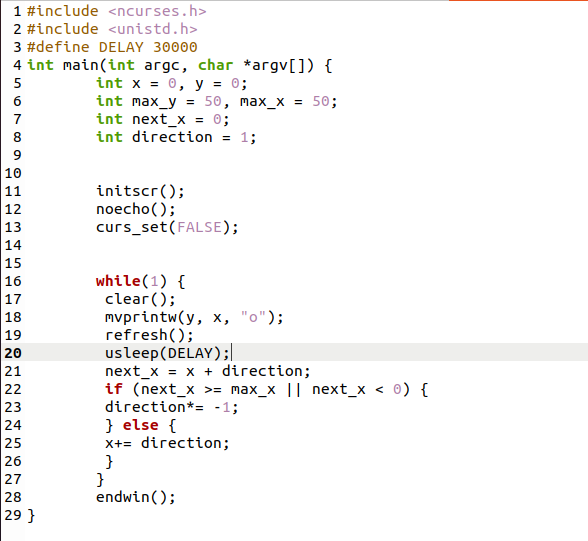 1 #include <ncurses.h>
2 #include <unistd.h>
3 #define DELAY 30000
4 int main(int argc, char *argv[]) {
5         int x = 0, y = 0;
6         int max_y = 50, max_x = 50;
7         int next_x = 0;
8         int direction = 1;
9
10
11         initscr();
12         noecho();
13         curs_set(FALSE);
14
15
16         while(1) {
17          clear();
18          mvprintw(y, x, "o");
19          refresh();
20          usleep(DELAY);
21          next_x = x + direction;
22          if (next_x >= max_x || next_x < 0) {
23          direction*= -1;
24          } else {
25          x+= direction;
26          }
27         }
28         endwin();
29 }